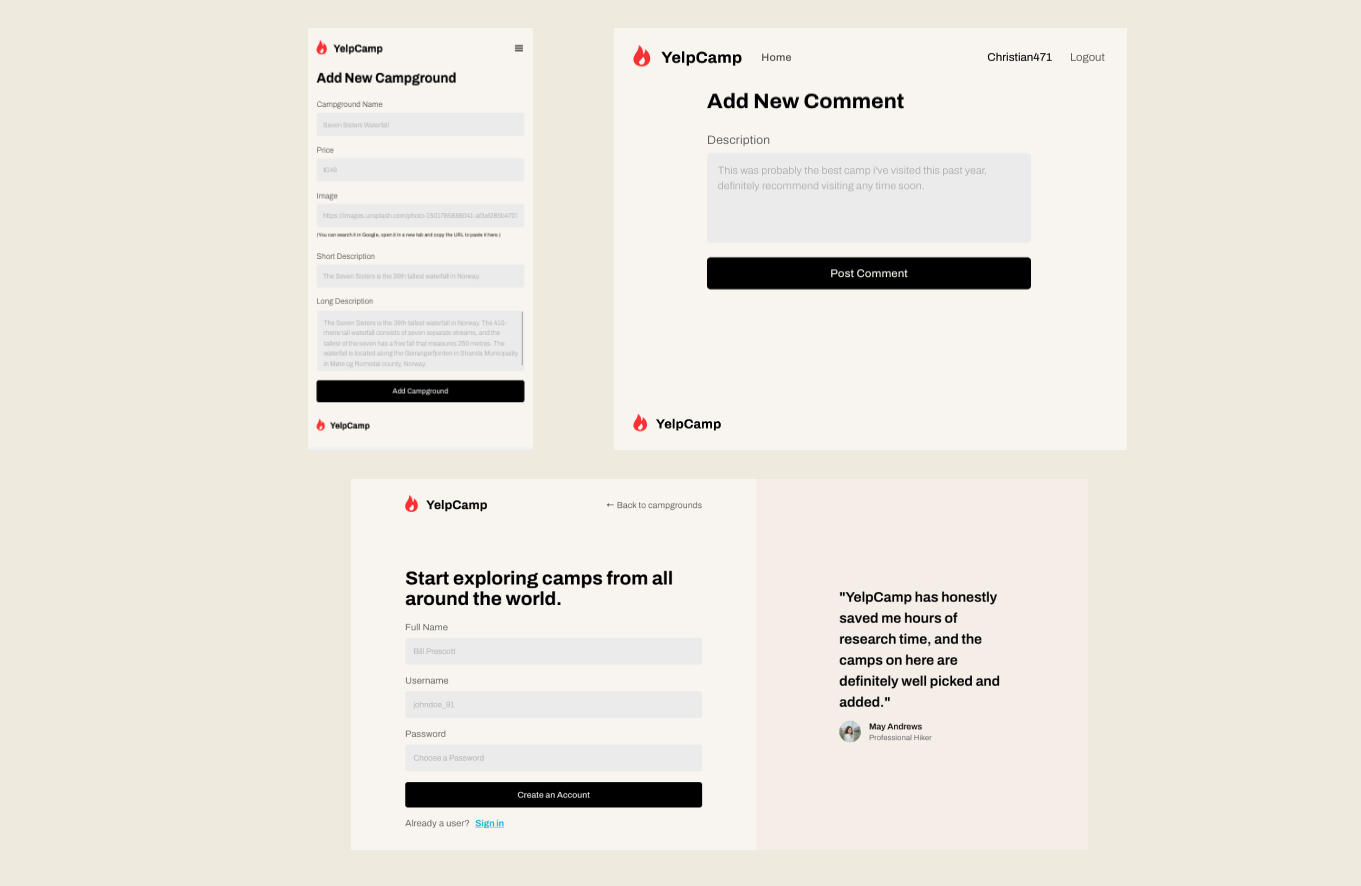 YelpCamp
Add New Campground
Campground Name
Seven Sisters Waterfall
Price
$149
Image
(You can search it in Google, open it in a new tab and copy the URL to paste it here.)
Short Description
The Seven Sisters is the 39th tallest waterfall in Norway.
Long Description
The Seven Sisters is the 39th tallest waterfall in Norway. The 410-
metre tall waterfall consists of seven separate streams, and the
tallest of the seven has a free fall that measures 250 metres. The
waterfall is located along the Geirangerfjorden in Stranda Municipality
in Møre og Romsdal county, Norway.
Add Campground
YelpCamp
YelpCamp Home Christian471 Logout
Add New Comment
Description
This was probably the best camp i've visited this past year,
definitely recommend visiting any time soon.
Post Comment
YelpCamp
YelpCamp ← Back to campgrounds
Start exploring camps from all
around the world.
Full Name
Bill Prescott
Username
johndoe_91
Password
Choose a Password
Create an Account
Already a user? Sign in
"YelpCamp has honestly
saved me hours of
research time, and the
camps on here are
definitely well picked and
added."
May Andrews
Professional Hiker